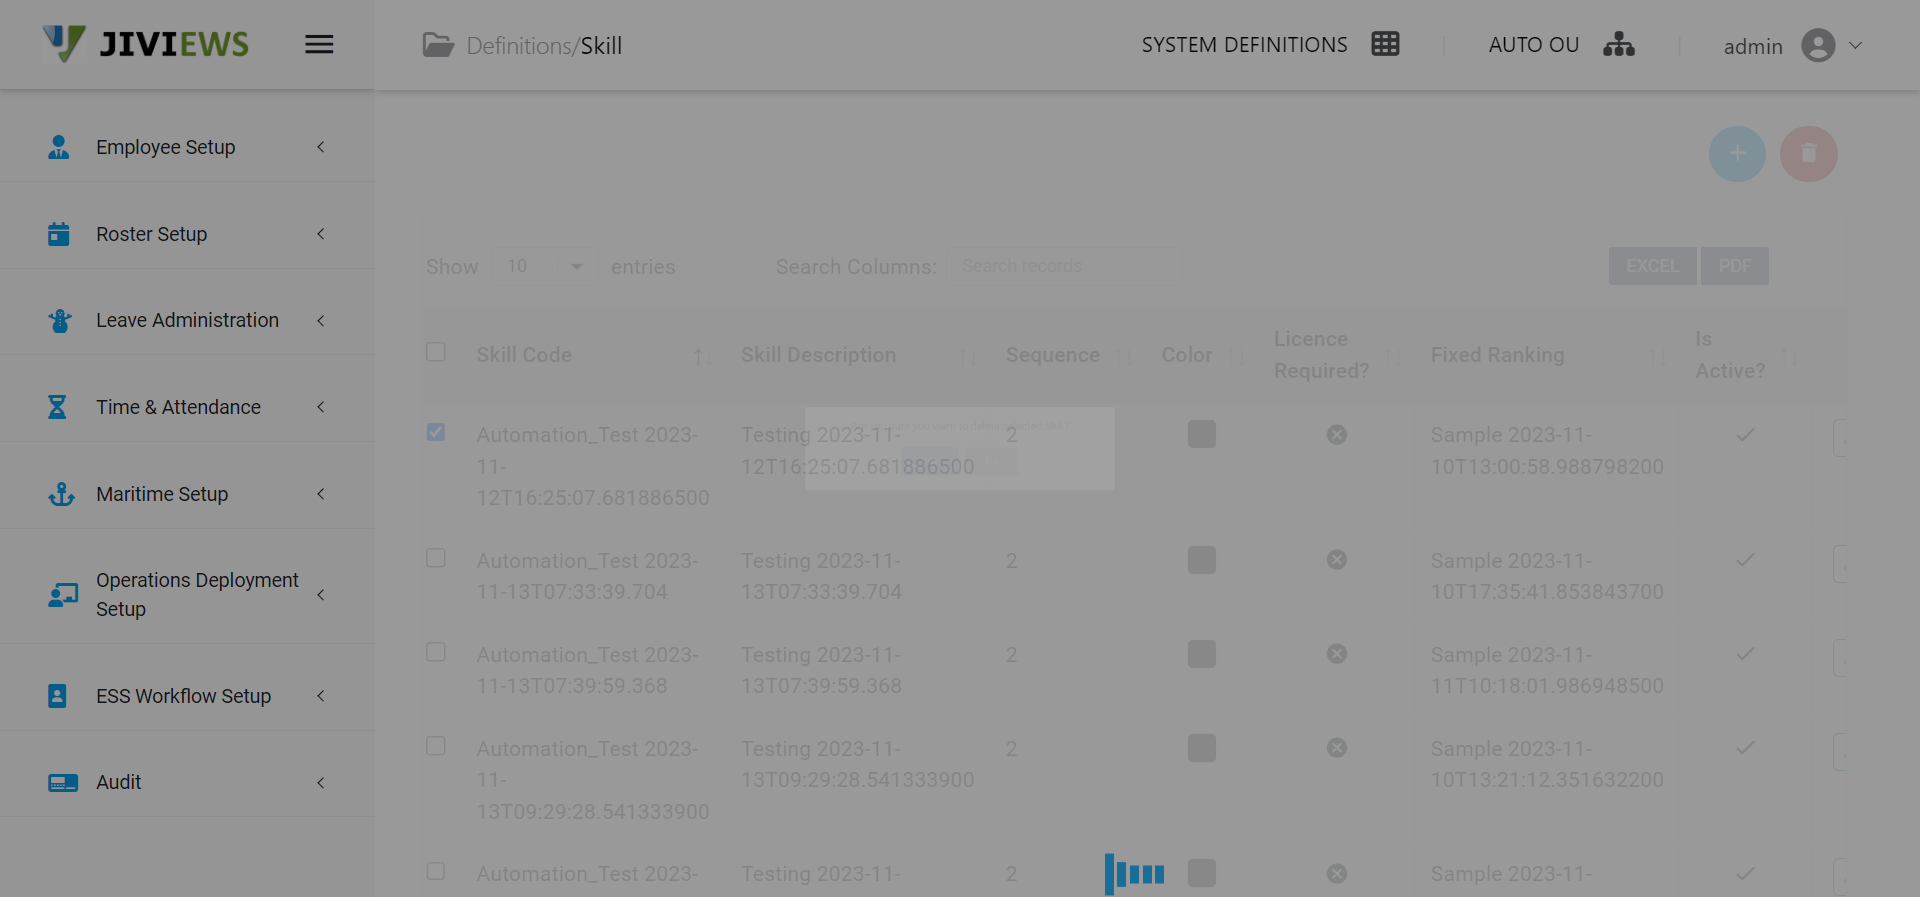 JIVIEWS
Definitions/Skill
SYSTEM DEFINITIONS
AUTO OU
admin
Employee Setup
Roster Setup
Leave Administration
Time & Attendance
Maritime Setup
Operations Deployment
Setup
ESS Workflow Setup
Audit
Show 10 entries
Search Columns: Search records
EXCEL PDF
Skill Code
Skill Description
Sequence
Color
Licence
Required?
Fixed Ranking
Is
Active?
Automation_Test 2023-
11-
12T16:25:07.681886500
Testing 2023-11-
12T16:25:07.681886500
2
Sample 2023-11-
10T13:00:58.988798200
Automation_Test 2023-
11-13T07:33:39.704
Testing 2023-11-
13T07:33:39.704
2
Sample 2023-11-
10T17:35:41.853843700
Automation_Test 2023-
11-13T07:39:59.368
Testing 2023-11-
13T07:39:59.368
2
Sample 2023-11-
11T10:18:01.986948500
Automation_Test 2023-
11-
13T09:29:28.541333900
Testing 2023-11-
13T09:29:28.541333900
2
Sample 2023-11-
10T13:21:12.351632200
Automation_Test 2023-
Testing 2023-11-
2
Sample 2023-11-